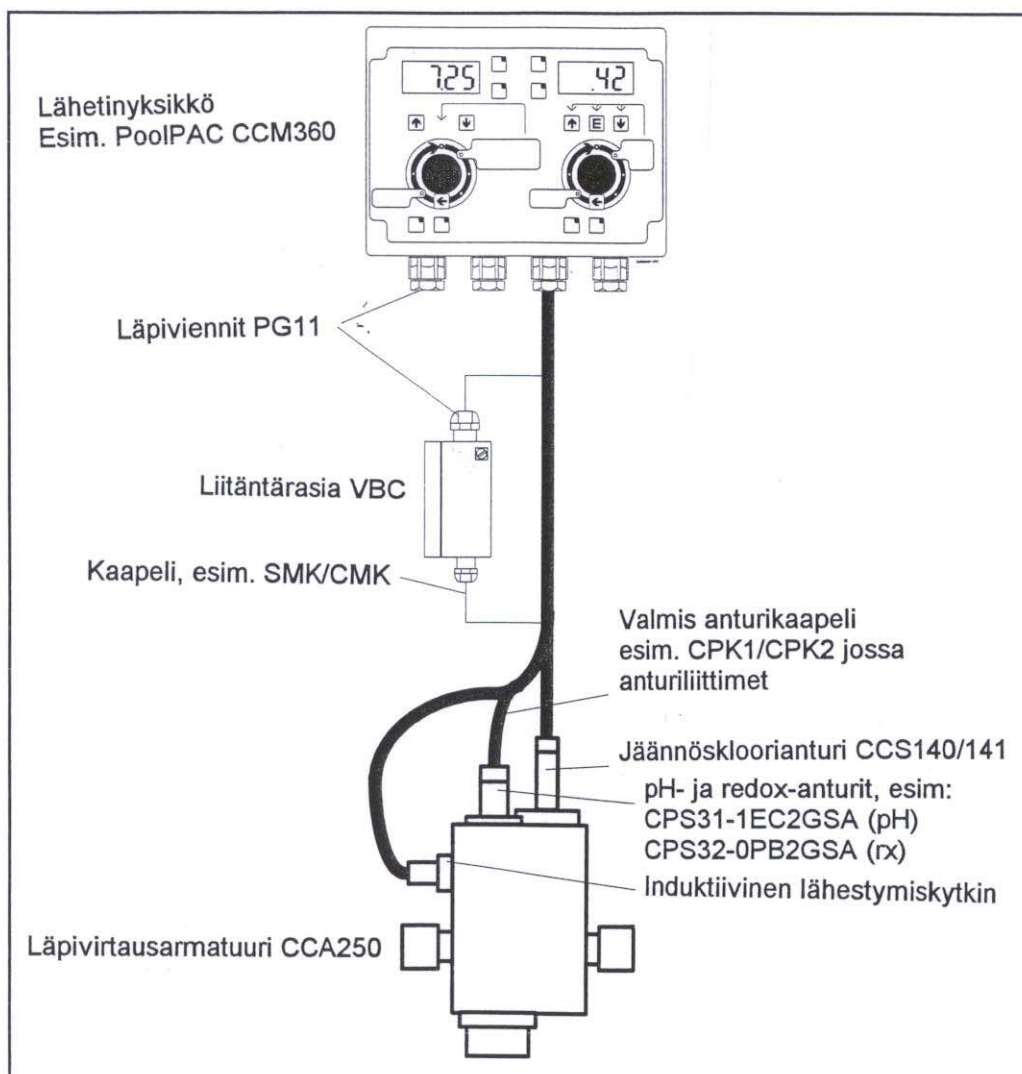 7.25
.42
E
Lähetinyksikkö
Esim. PoolPAC CCM360
Läpiviennit PG11
Liitäntärasia VBC
Kaapeli, esim. SMK/CMK
Valmis anturikaapeli
esim. CPK1/CPK2 jossa
anturiliittimet
Jäännöskloorianturi CCS140/141
pH- ja redox-anturit, esim:
CPS31-1EC2GSA (pH)
CPS32-0PB2GSA (rx)
Induktiivinen lähestymiskytkin
Läpivirtausarmatuuri CCA250